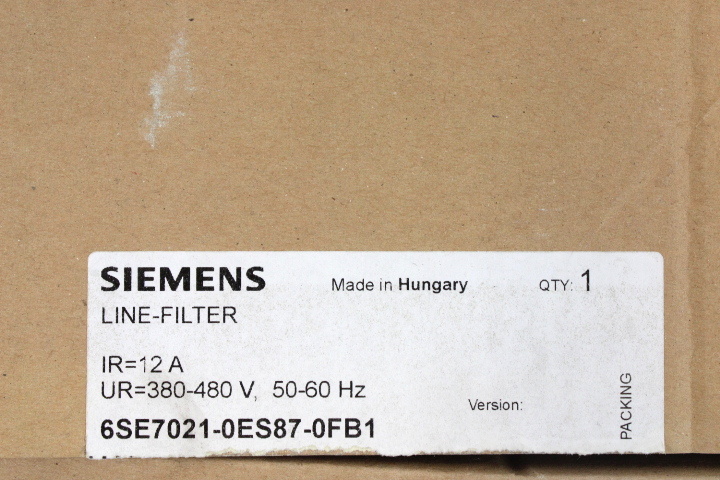 SIEMENS Made in Hungary QTY: 1
LINE-FILTER
IR=12 A
UR=380-480 V, 50-60 Hz
Version:
6SE7021-0ES87-0FB1
PACKING